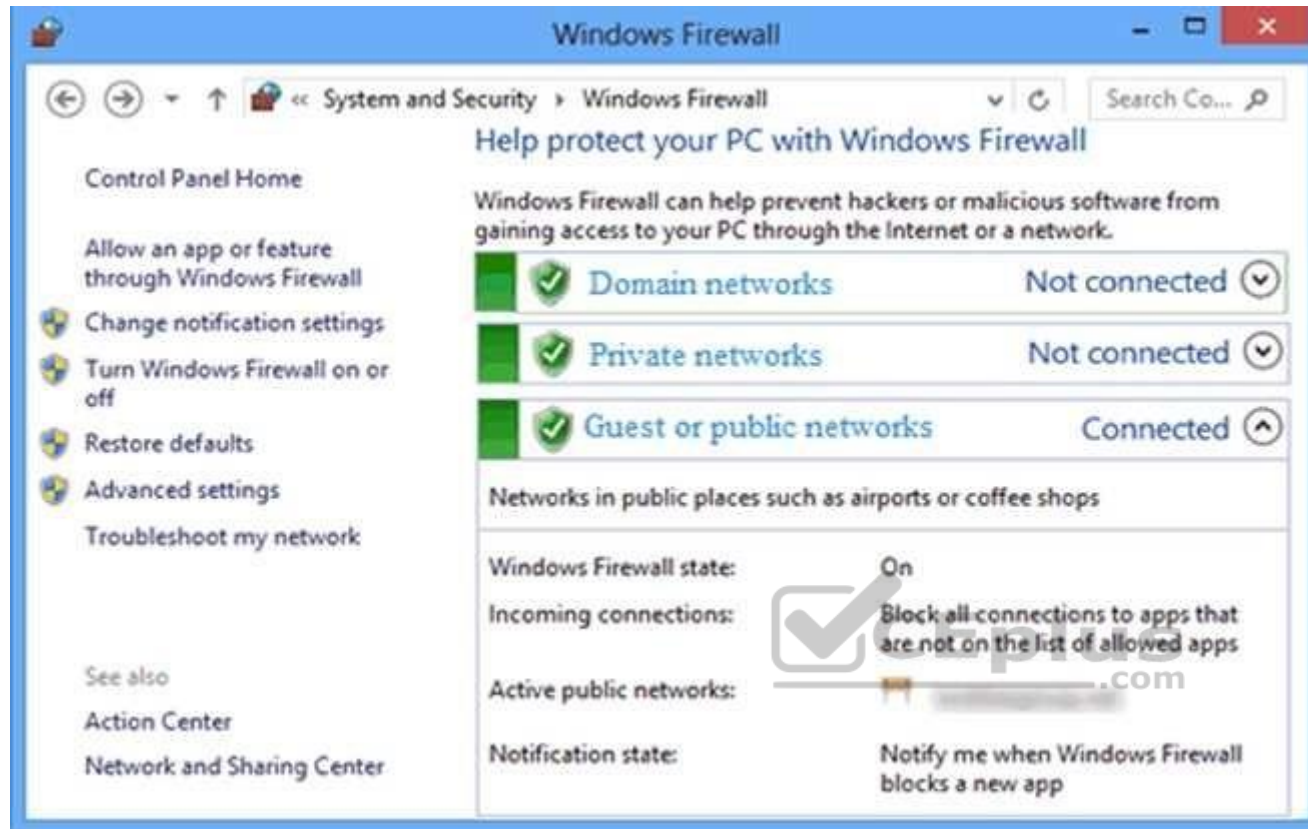 Windows Firewall
« System and Security › Windows Firewall
Search Co...
Help protect your PC with Windows Firewall
Control Panel Home
Windows Firewall can help prevent hackers or malicious software from
gaining access to your PC through the Internet or a network.
Allow an app or feature
through Windows Firewall
Change notification settings
Turn Windows Firewall on or
off
Restore defaults
Advanced settings
Troubleshoot my network
Domain networks Not connected
Private networks Not connected
Guest or public networks Connected
Networks in public places such as airports or coffee shops
Windows Firewall state: On
Incoming connections: Block all connections to apps that
are not on the list of allowed apps
Active public networks:
Notification state: Notify me when Windows Firewall
blocks a new app
See also
Action Center
Network and Sharing Center
CEplus
.com